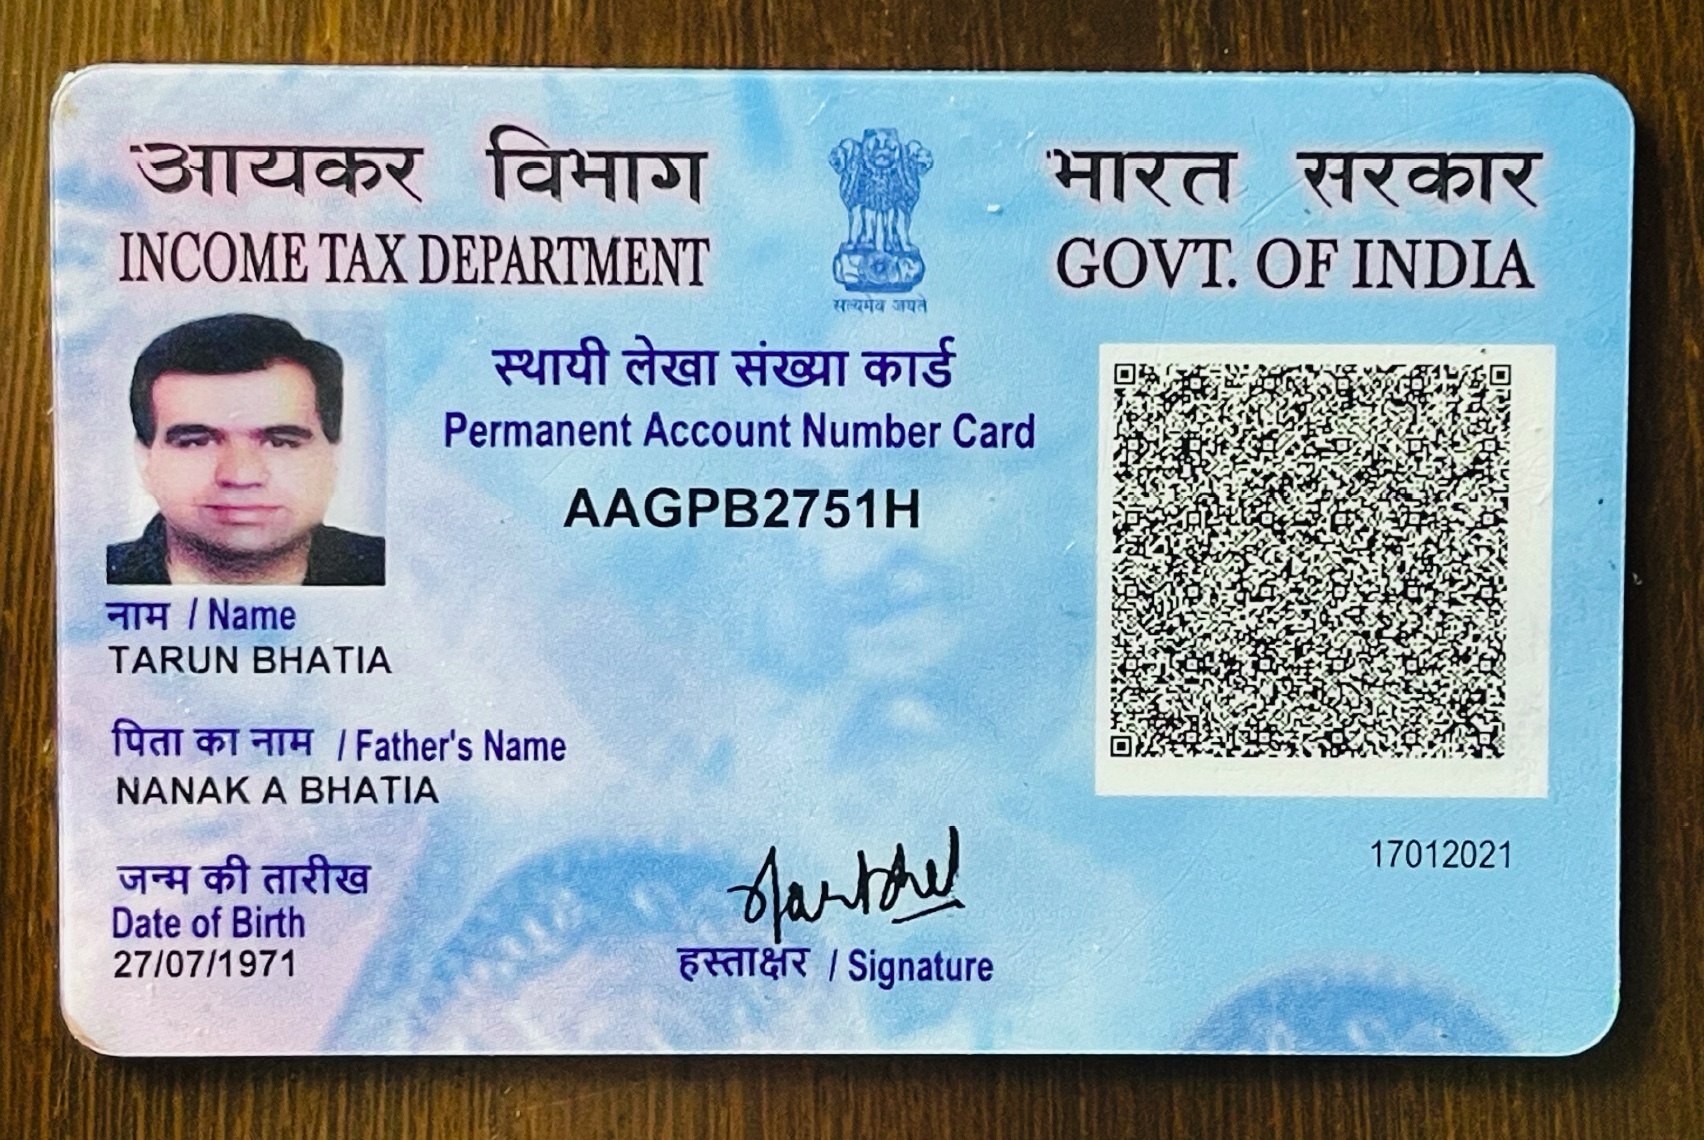 आयकर विभाग
INCOME TAX DEPARTMENT
सत्यमेव जयते
भारत सरकार
GOVT. OF INDIA
स्थायी लेखा संख्या कार्ड
Permanent Account Number Card
AAGPB2751H
नाम / Name
TARUN BHATIA
पिता का नाम / Father's Name
NANAK A BHATIA
जन्म की तारीख
Date of Birth
27/07/1971
हस्ताक्षर / Signature
17012021